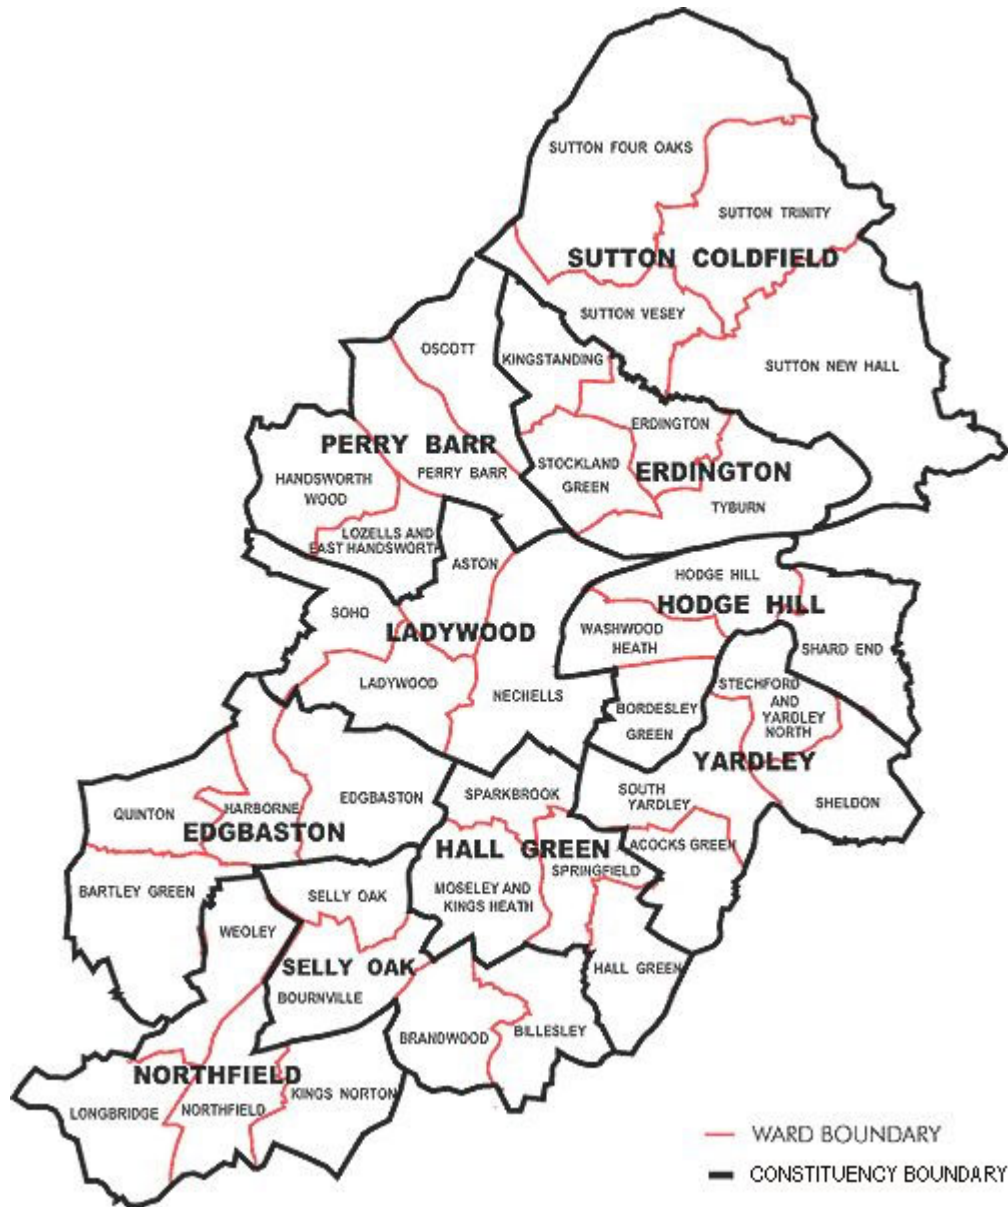 SUTTON FOUR OAKS
SUTTON TRINITY
SUTTON COLDFIELD
SUTTON VESEY
OSCOTT
KINGSTANDING
SUTTON NEW HALL
ERDINGTON
PERRY BARR
STOCKLAND
GREEN
ERDINGTON
PERRY BARR
HANDSWORTH
WOOD
TYBURN
LOZELLS AND
EAST HANDSWORTH
ASTON
HODGE HILL
HODGE HILL
SOHO
LADYWOOD
WASHWOOD
HEATH
SHARD END
LADYWOOD
NECHELLS
STECHFORD
AND
YARDLEY
NORTH
BORDESLEY
GREEN
YARDLEY
SPARKBROOK
SOUTH
YARDLEY
SHELDON
QUINTON
HARBORNE
EDGBASTON
EDGBASTON
HALL GREEN
ACOCKS GREEN
SPRINGFIELD
BARTLEY GREEN
SELLY OAK
MOSELEY AND
KINGS HEATH
WEOLEY
SELLY OAK
HALL GREEN
BOURNVILLE
BRANDWOOD
BILLESLEY
NORTHFIELD
LONGBRIDGE
NORTHFIELD
KINGS NORTON
WARD BOUNDARY
CONSTITUENCY BOUNDARY